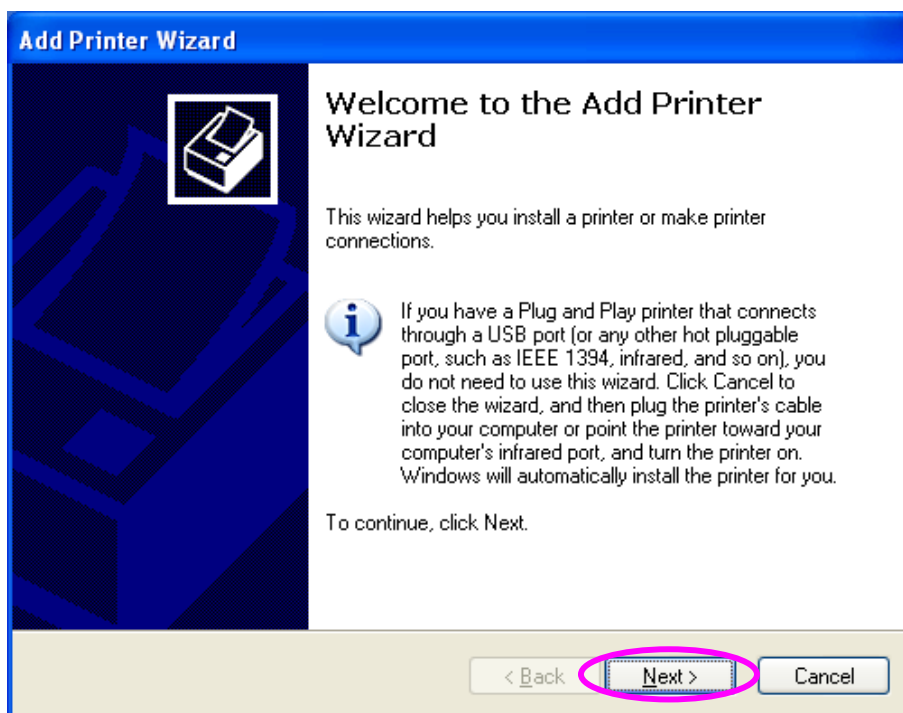 Add Printer Wizard
Welcome to the Add Printer
Wizard
This wizard helps you install a printer or make printer
connections.
If you have a Plug and Play printer that connects
through a USB port (or any other hot pluggable
port, such as IEEE 1394, infrared, and so on), you
do not need to use this wizard. Click Cancel to
close the wizard, and then plug the printer's cable
into your computer or point the printer toward your
computer's infrared port, and turn the printer on.
Windows will automatically install the printer for you.
To continue, click Next.
< Back Next > Cancel